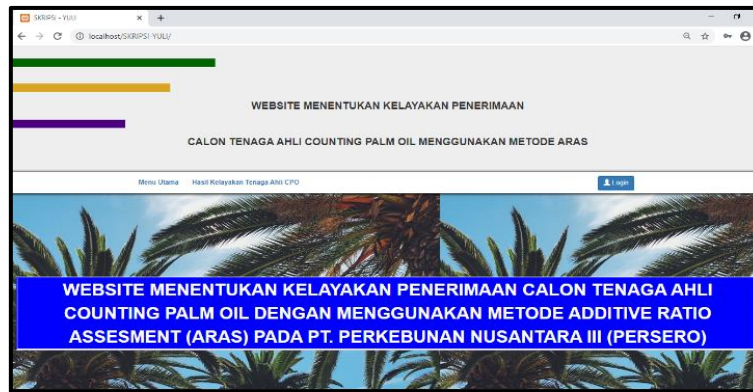 SKRIPSI - YULI
localhost/SKRIPSI-YULI/
WEBSITE MENENTUKAN KELAYAKAN PENERIMAAN
CALON TENAGA AHLI COUNTING PALM OIL MENGGUNAKAN METODE ARAS
Menu Utama Hasil Kelayakan Tenaga Ahli CPO Login
WEBSITE MENENTUKAN KELAYAKAN PENERIMAAN CALON TENAGA AHLI
COUNTING PALM OIL DENGAN MENGGUNAKAN METODE ADDITIVE RATIO
ASSESMENT (ARAS) PADA PT. PERKEBUNAN NUSANTARA III (PERSERO)